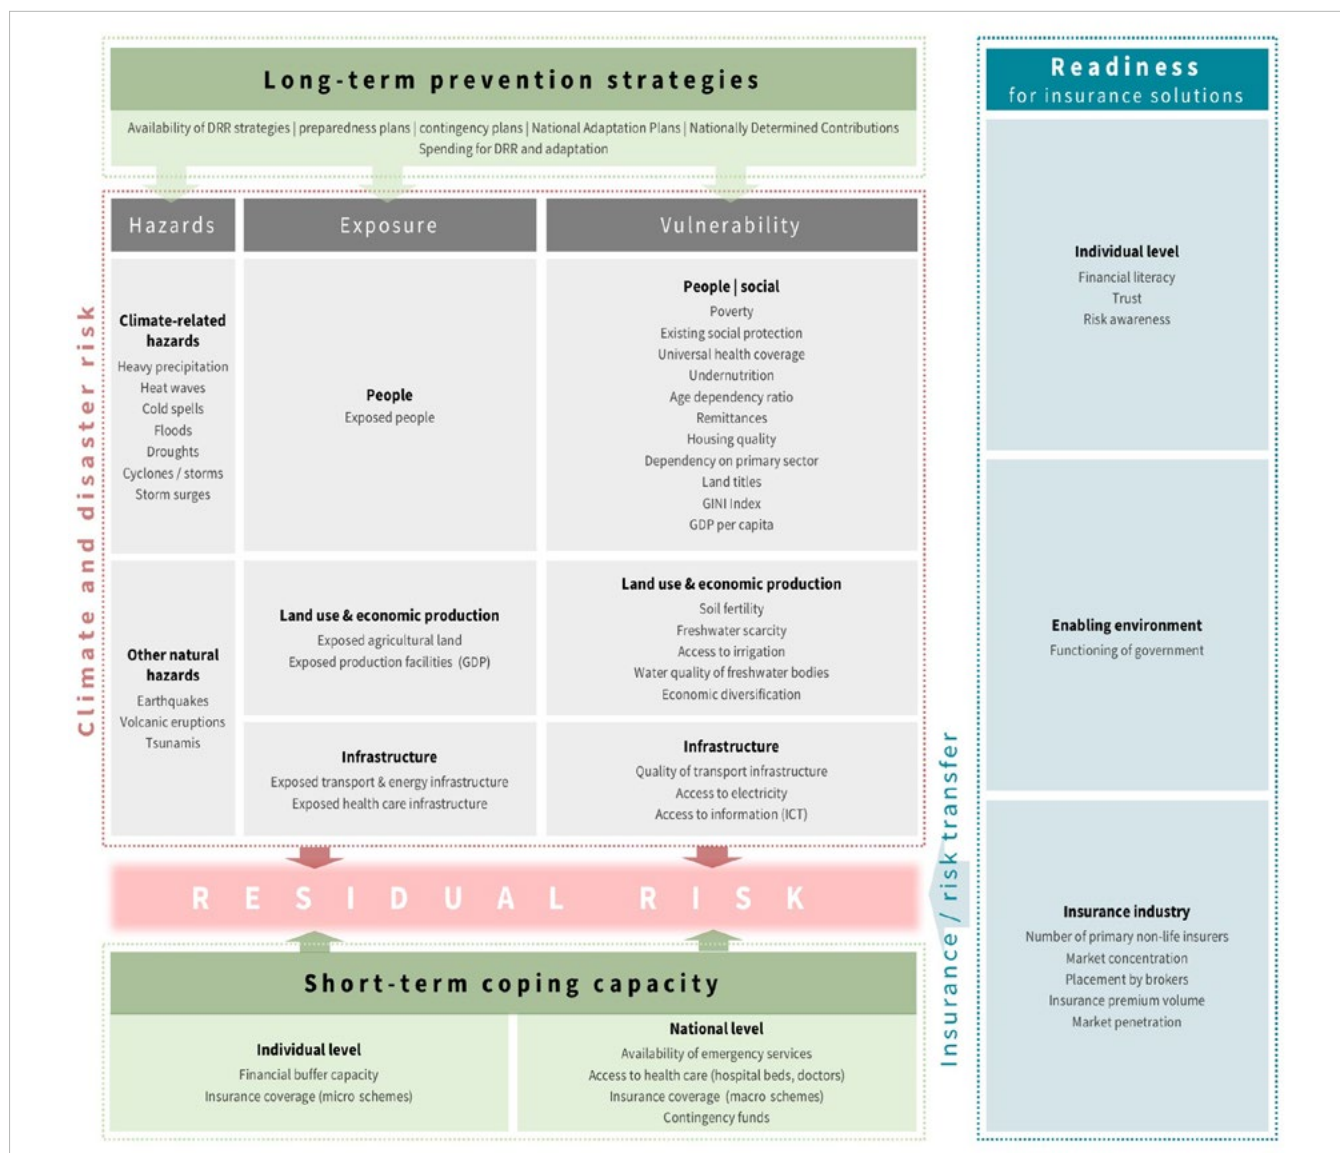 Long-term prevention strategies
Availability of DRR strategies | preparedness plans | contingency plans | National Adaptation Plans | Nationally Determined Contributions
Spending for DRR and adaptation
Climate and disaster risk
Hazards
Climate-related
hazards
Heavy precipitation
Heat waves
Cold spells
Floods
Droughts
Cyclones / storms
Storm surges
Other natural
hazards
Earthquakes
Volcanic eruptions
Tsunamis
Exposure
People
Exposed people
Land use & economic production
Exposed agricultural land
Exposed production facilities (GDP)
Infrastructure
Exposed transport & energy infrastructure
Exposed health care infrastructure
Vulnerability
People | social
Poverty
Existing social protection
Universal health coverage
Undernutrition
Age dependency ratio
Remittances
Housing quality
Dependency on primary sector
Land titles
GINI Index
GDP per capita
Land use & economic production
Soil fertility
Freshwater scarcity
Access to irrigation
Water quality of freshwater bodies
Economic diversification
Infrastructure
Quality of transport infrastructure
Access to electricity
Access to information (ICT)
RESIDUAL RISK
Short-term coping capacity
Individual level
Financial buffer capacity
Insurance coverage (micro schemes)
National level
Availability of emergency services
Access to health care (hospital beds, doctors)
Insurance coverage (macro schemes)
Contingency funds
Insurance / risk transfer
Readiness
for insurance solutions
Individual level
Financial literacy
Trust
Risk awareness
Enabling environment
Functioning of government
Insurance industry
Number of primary non-life insurers
Market concentration
Placement by brokers
Insurance premium volume
Market penetration